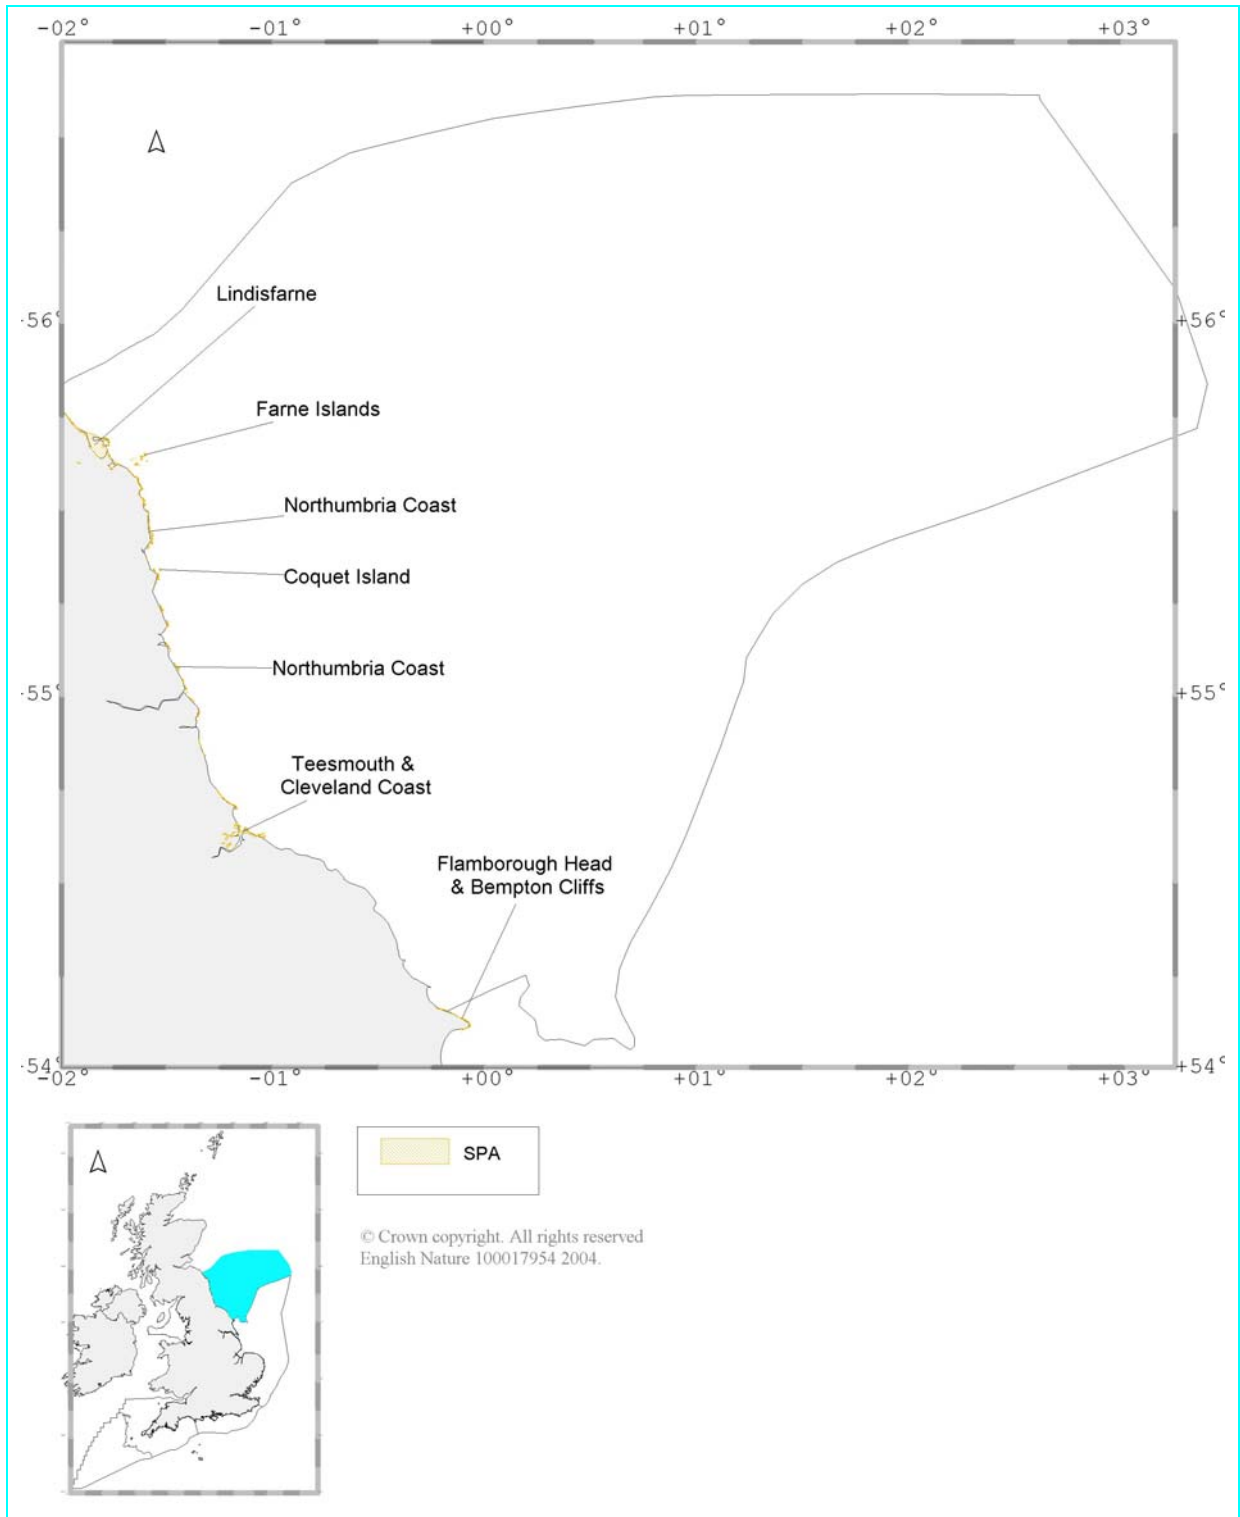 -02° -01° +00° +01° +02° +03°
Lindisfarne
+56° +56°
Farne Islands
Northumbria Coast
Coquet Island
Northumbria Coast
+55° +55°
Teesmouth &
Cleveland Coast
Flamborough Head
& Bempton Cliffs
+54° +54°
-02° -01° +00° +01° +02° +03°
SPA
© Crown copyright. All rights reserved
English Nature 100017954 2004.